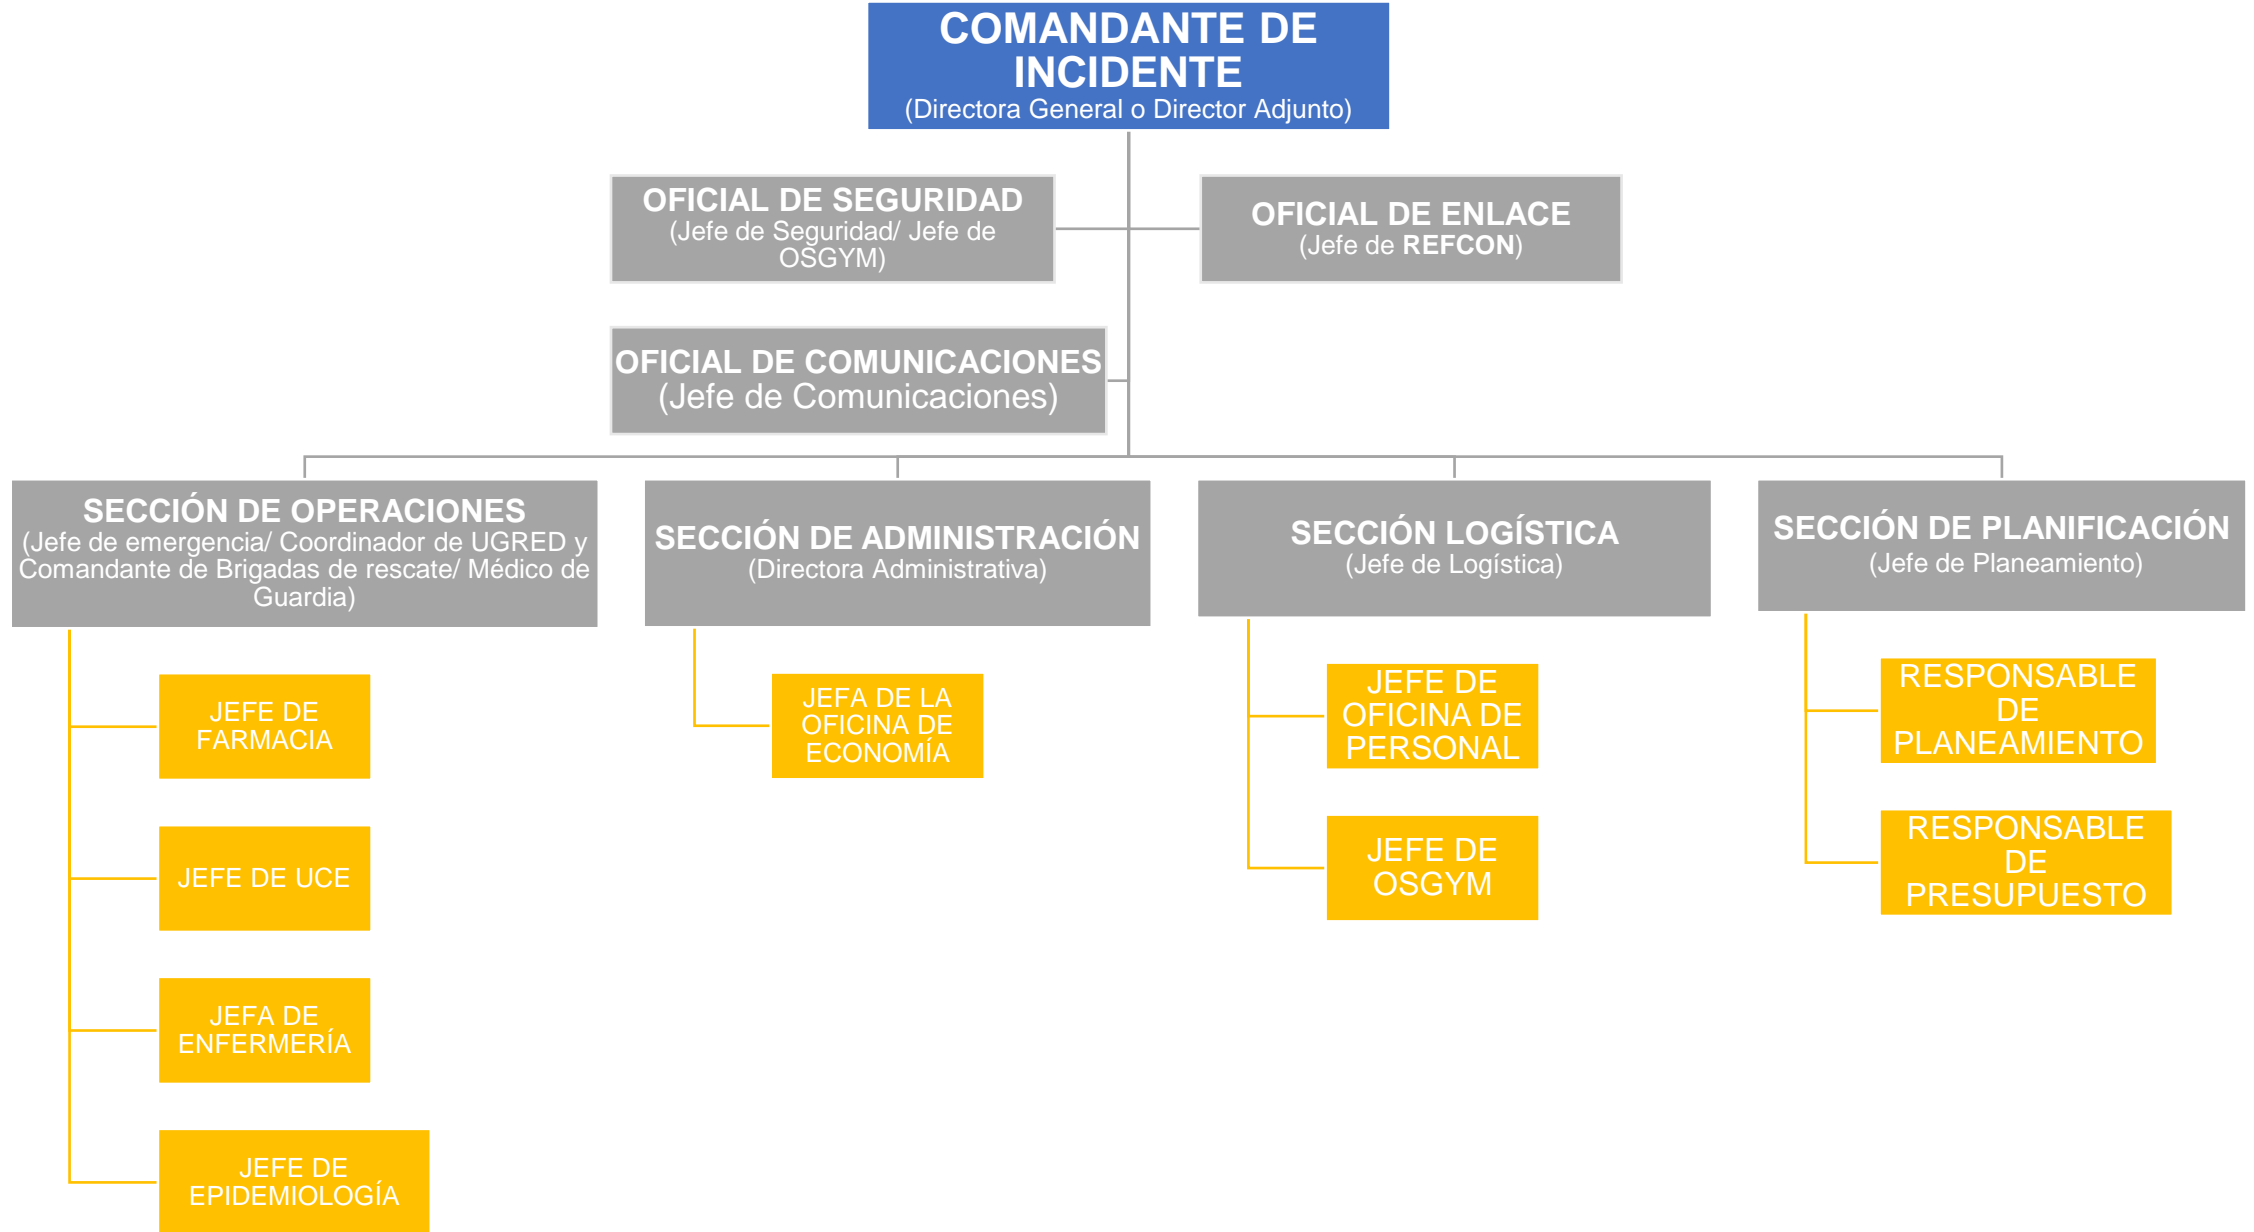 COMANDANTE DE
INCIDENTE
(Directora General o Director Adjunto)
OFICIAL DE SEGURIDAD
(Jefe de Seguridad/ Jefe de
OSGYM)
OFICIAL DE ENLACE
(Jefe de REFCON)
OFICIAL DE COMUNICACIONES
(Jefe de Comunicaciones)
SECCIÓN DE OPERACIONES
(Jefe de emergencia/ Coordinador de UGRED y
Comandante de Brigadas de rescate/ Médico de
Guardia)
SECCIÓN DE ADMINISTRACIÓN
(Directora Administrativa)
SECCIÓN LOGÍSTICA
(Jefe de Logística)
SECCIÓN DE PLANIFICACIÓN
(Jefe de Planeamiento)
JEFE DE
FARMACIA
JEFE DE UCE
JEFA DE
ENFERMERÍA
JEFE DE
EPIDEMIOLOGÍA
JEFA DE LA
OFICINA DE
ECONOMÍA
JEFE DE
OFICINA DE
PERSONAL
JEFE DE
OSGYM
RESPONSABLE
DE
PLANEAMIENTO
RESPONSABLE
DE
PRESUPUESTO